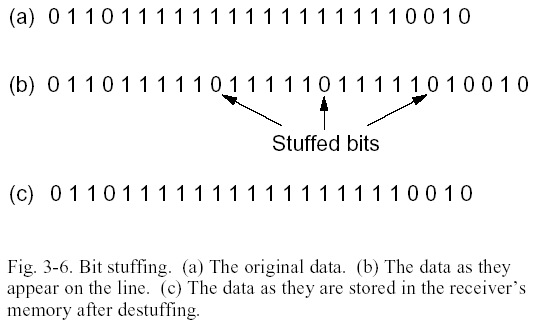 (a) 0 1 1 0 1 1 1 1 1 1 1 1 1 1 1 1 1 1 1 1 0 0 1 0
(b) 0 1 1 0 1 1 1 1 1 0 1 1 1 1 1 0 1 1 1 1 1 0 1 0 0 1 0
Stuffed bits
(c) 0 1 1 0 1 1 1 1 1 1 1 1 1 1 1 1 1 1 1 1 0 0 1 0
Fig. 3-6. Bit stuffing. (a) The original data. (b) The data as they
appear on the line. (c) The data as they are stored in the receiver's
memory after destuffing.